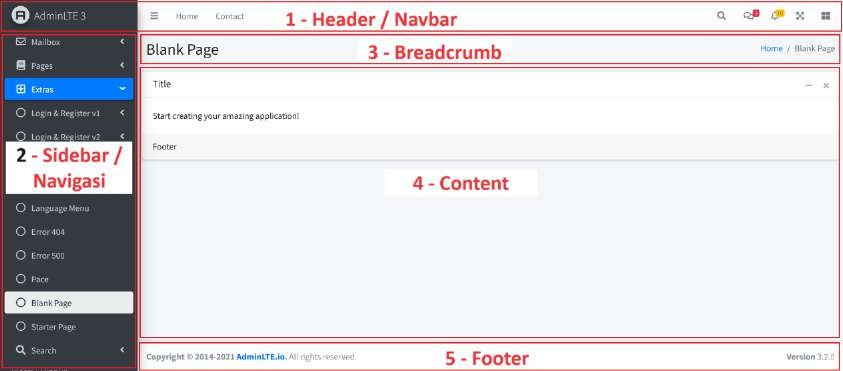 AdminLTE 3
Home Contact
1 - Header / Navbar
Mailbox
Pages
Extras
Login & Register v1
Login & Register v2
2 - Sidebar /
Navigasi
Language Menu
Error 404
Error 500
Pace
Blank Page
Starter Page
Search
Blank Page
3 - Breadcrumb
Home / Blank Page
Title
Start creating your amazing application!
Footer
4 - Content
Copyright © 2014-2021 AdminLTE.io. All rights reserved.
5 - Footer
Version 3.2.0